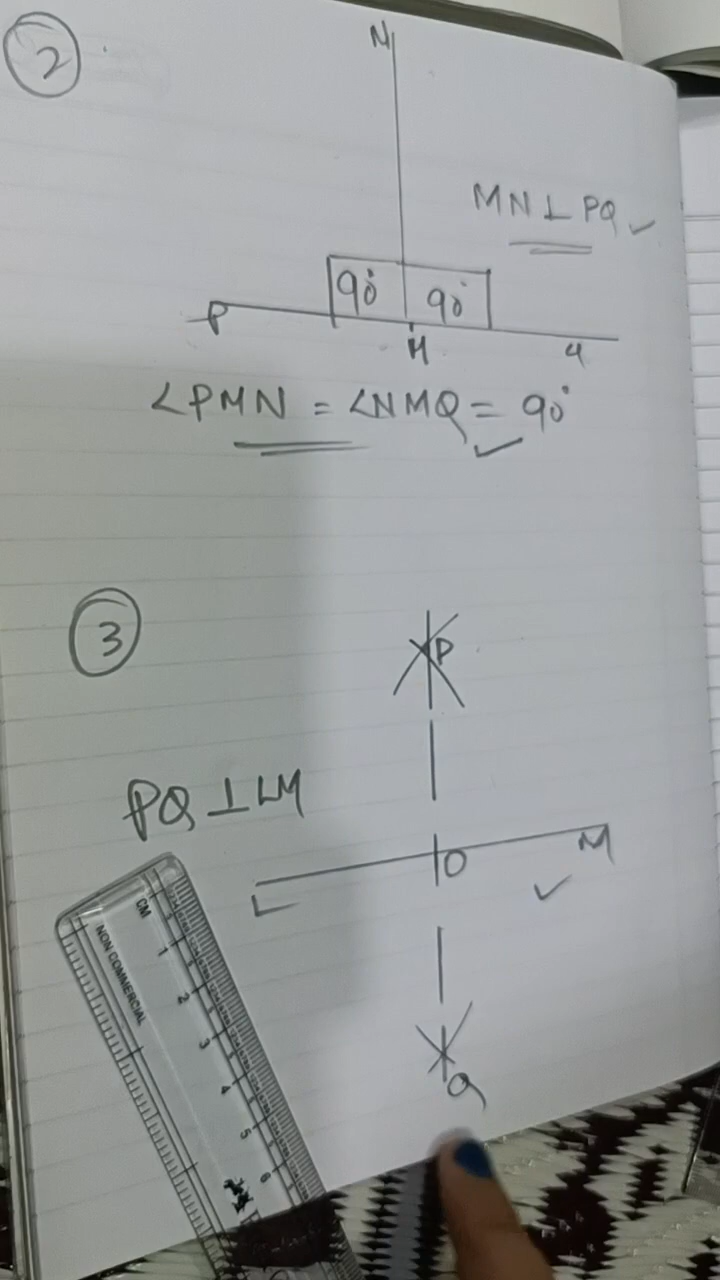 2
N
MN ⊥ PQ
90° 90°
P M Q
∠PMN = ∠NMQ = 90°
3
P
PQ ⊥ LM
M
O
L
CM
NON COMMERCIAL
1 2 3 4 5 6
Q